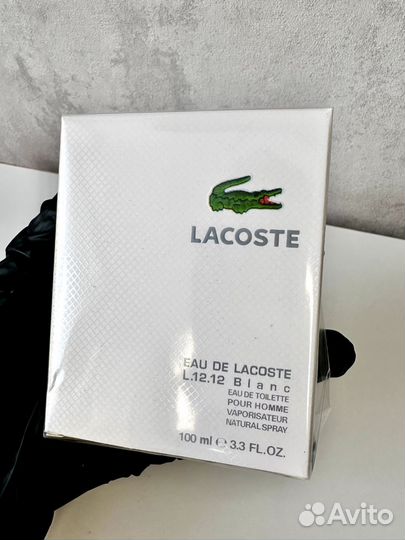 LACOSTE
EAU DE LACOSTE
L.12.12 Blanc
EAU DE TOILETTE
POUR HOMME
VAPORISATEUR
NATURAL SPRAY
100 ml ℮ 3.3 FL.OZ.
Avito